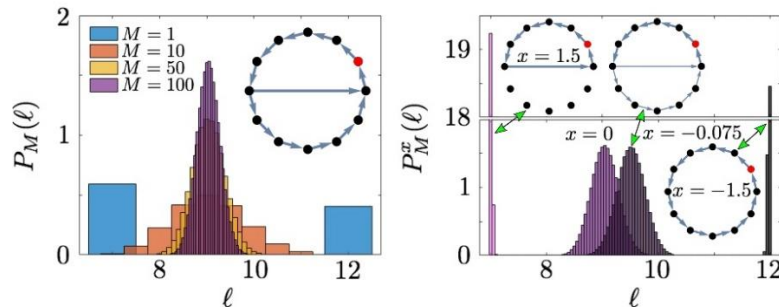 2
1
0
P_M(ℓ)
M = 1
M = 10
M = 50
M = 100
8 10 12
ℓ
19.4
18
1
0
P_M^x(ℓ)
x = 1.5
x = 0
x = −0.075
x = −1.5
8 10 12
ℓ